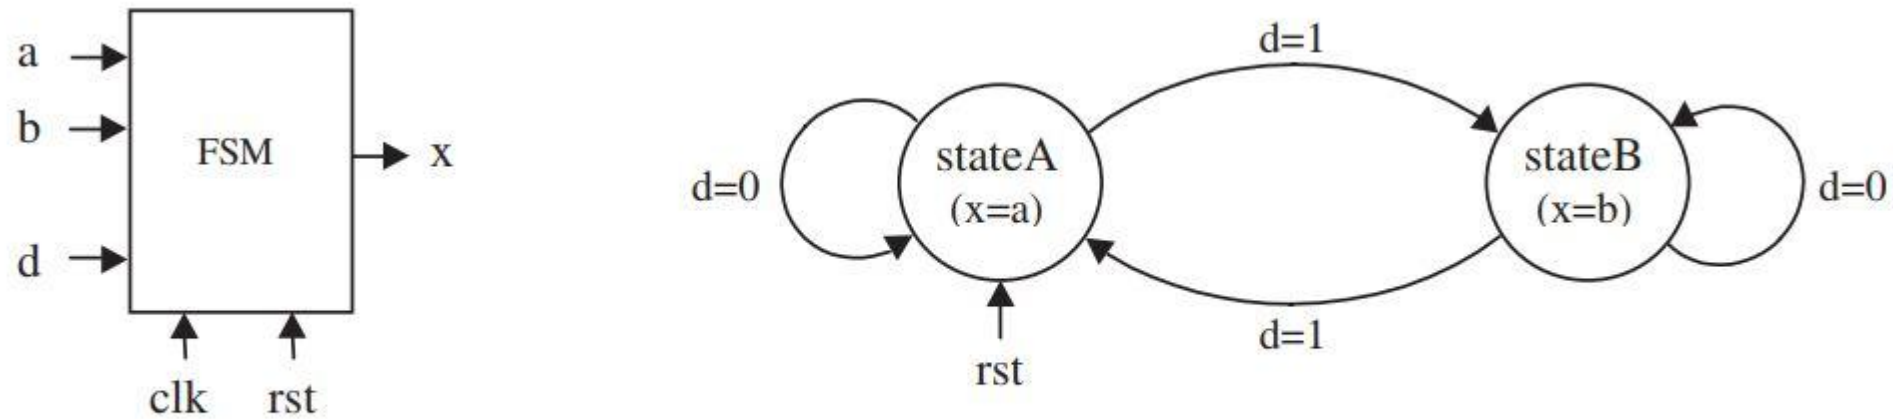 a
b
d
FSM
x
clk rst
d=1
d=0
stateA
(x=a)
stateB
(x=b)
d=0
d=1
rst